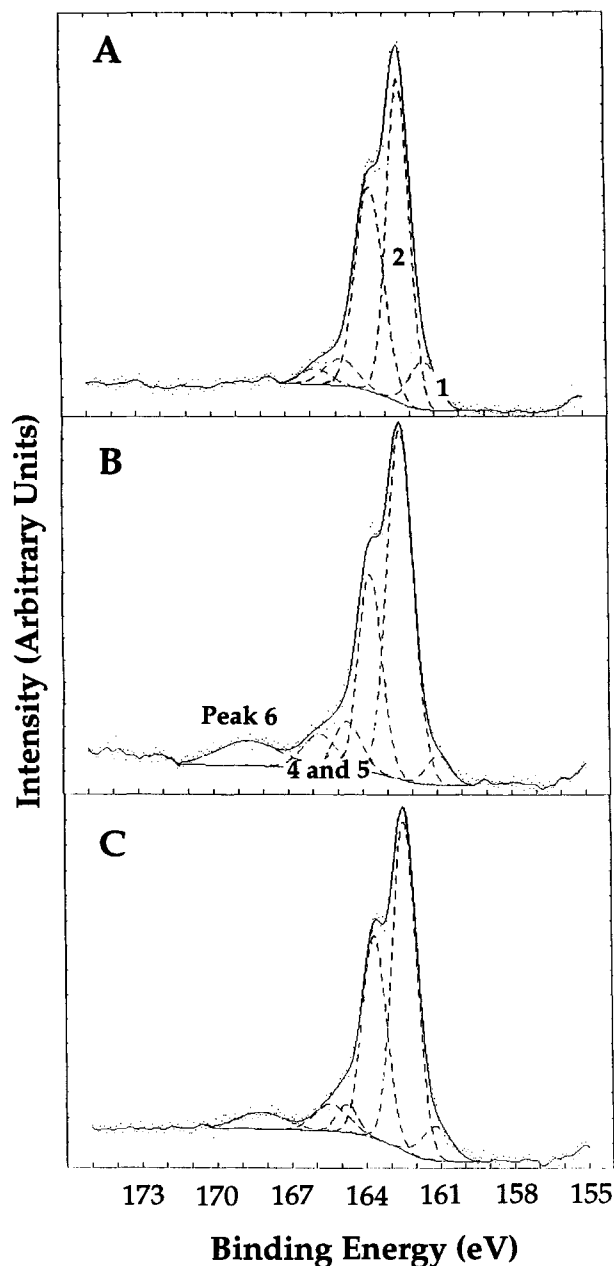 A
2
1
B
Peak 6
4 and 5
C
Intensity (Arbitrary Units)
173 170 167 164 161 158 155
Binding Energy (eV)